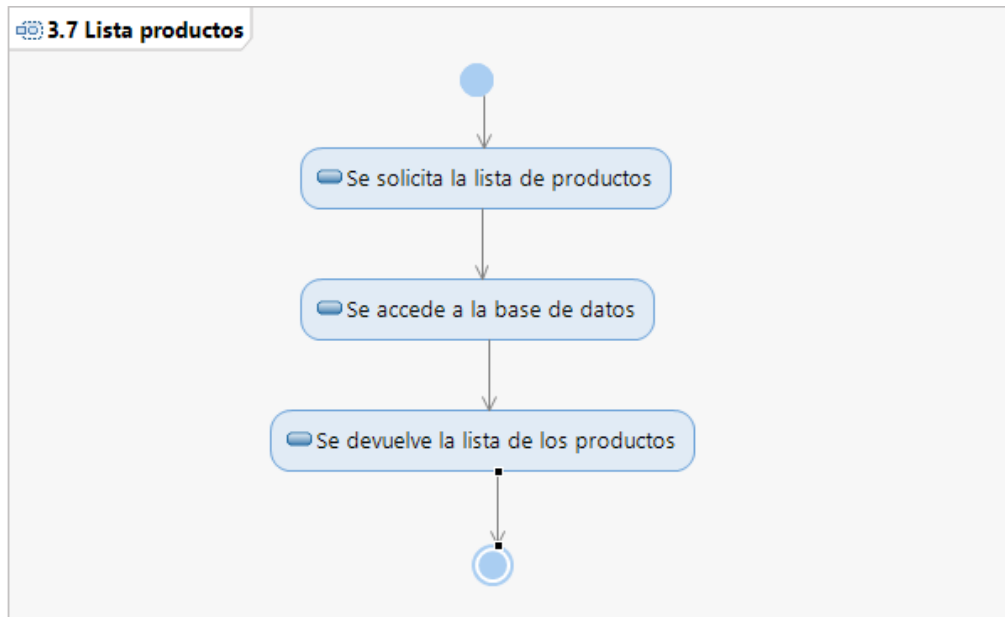 3.7 Lista productos
Se solicita la lista de productos
Se accede a la base de datos
Se devuelve la lista de los productos